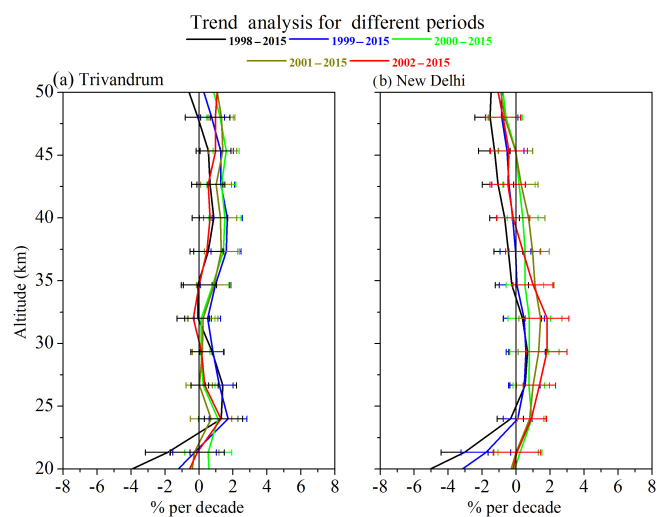 Trend analysis for different periods
1998–2015 1999–2015 2000–2015
2001–2015 2002–2015
(a) Trivandrum (b) New Delhi
Altitude (km)
50
45
40
35
30
25
20
-8 -6 -4 -2 0 2 4 6 -8 -6 -4 -2 0 2 4 6 8
% per decade % per decade